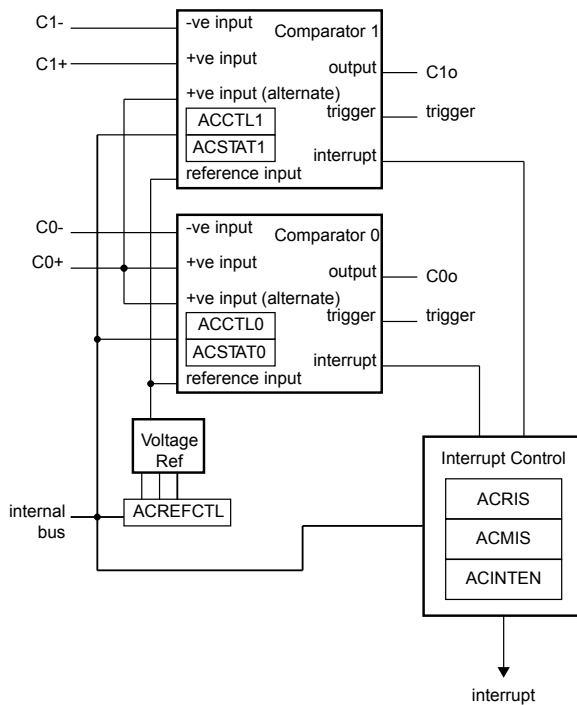 C1-
-ve input
Comparator 1
C1+
+ve input
output
C1o
+ve input (alternate)
trigger
trigger
ACCTL1
ACSTAT1
interrupt
reference input
C0-
-ve input
Comparator 0
C0+
+ve input
output
C0o
+ve input (alternate)
trigger
trigger
ACCTL0
ACSTAT0
interrupt
reference input
Voltage
Ref
Interrupt Control
internal
bus
ACREFCTL
ACRIS
ACMIS
ACINTEN
interrupt